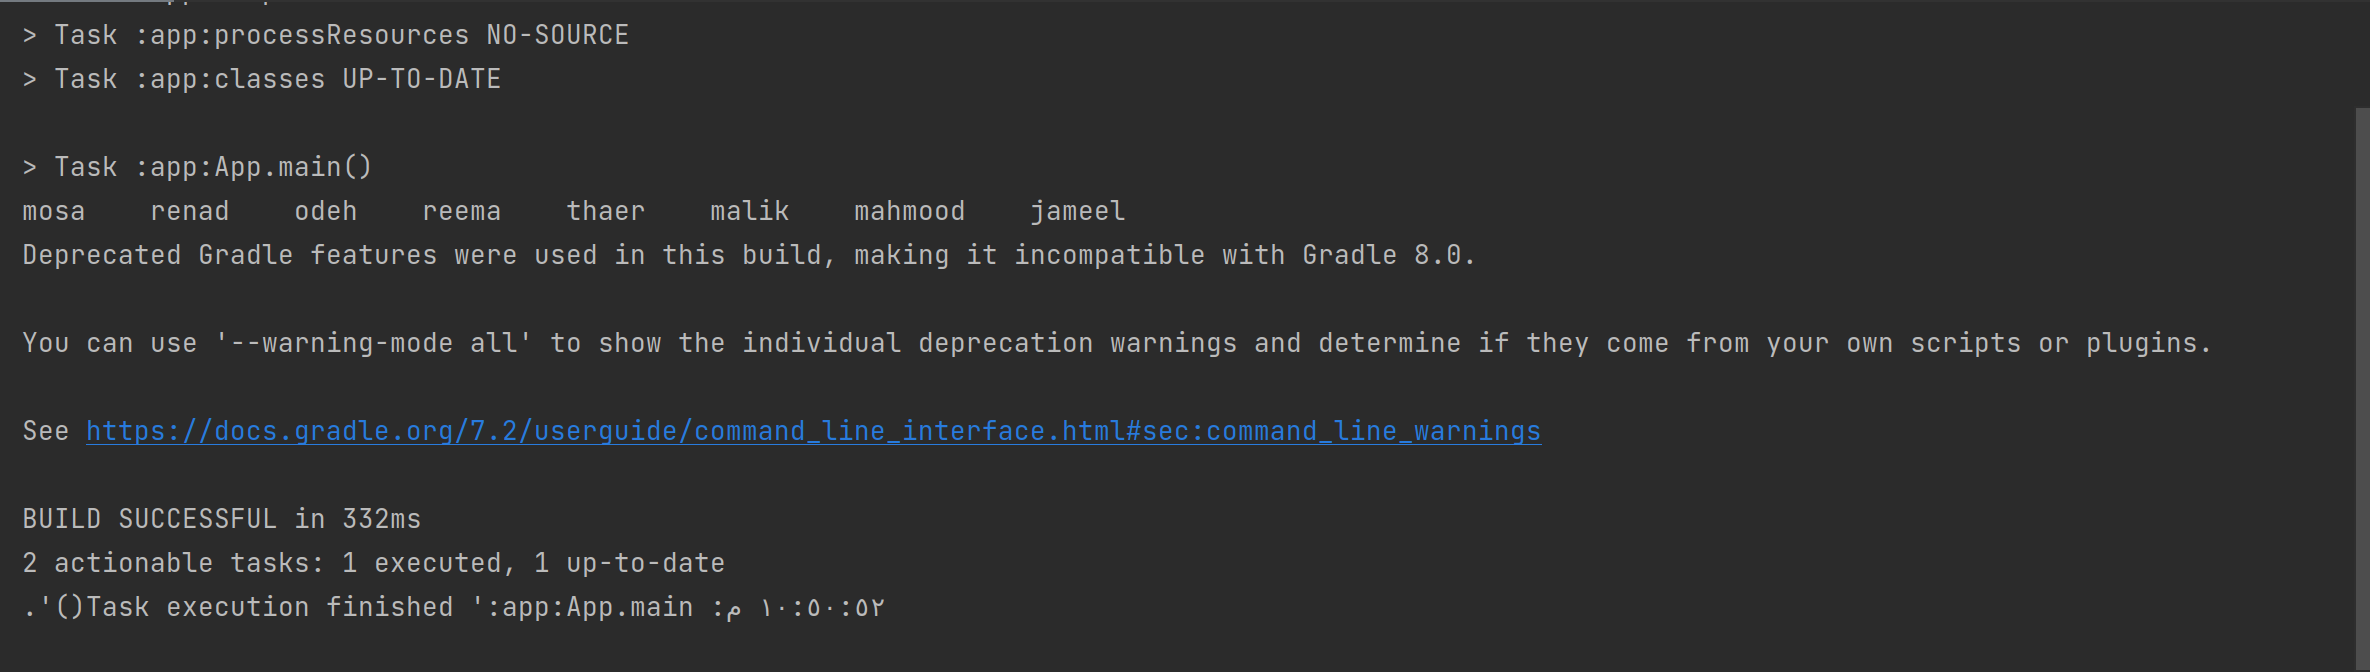 > Task :app:processResources NO-SOURCE
> Task :app:classes UP-TO-DATE
> Task :app:App.main()
mosa    renad    odeh    reema    thaer    malik    mahmood    jameel
Deprecated Gradle features were used in this build, making it incompatible with Gradle 8.0.
You can use '--warning-mode all' to show the individual deprecation warnings and determine if they come from your own scripts or plugins.
See https://docs.gradle.org/7.2/userguide/command_line_interface.html#sec:command_line_warnings
BUILD SUCCESSFUL in 332ms
2 actionable tasks: 1 executed, 1 up-to-date
.'()Task execution finished ':app:App.main :م ١٠:٥٠:٥٢